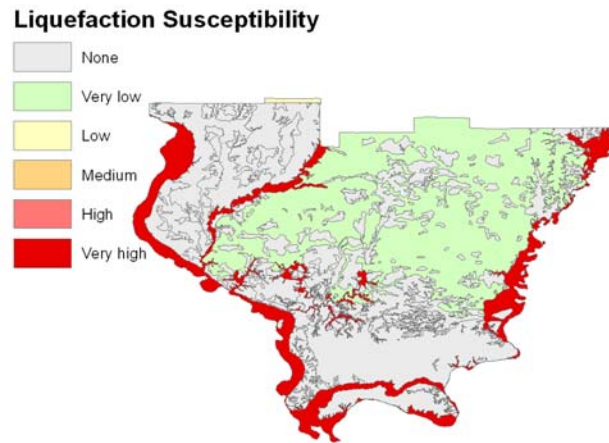 Liquefaction Susceptibility
None
Very low
Low
Medium
High
Very high